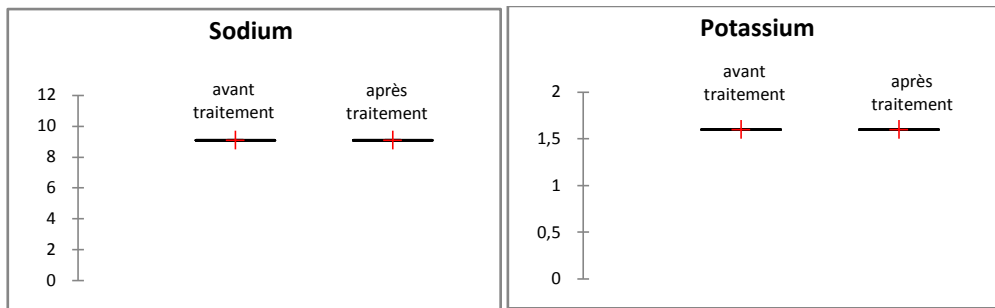 Sodium
avant
traitement
après
traitement
12
10
8
6
4
2
0
Potassium
avant
traitement
après
traitement
2
1,5
1
0,5
0